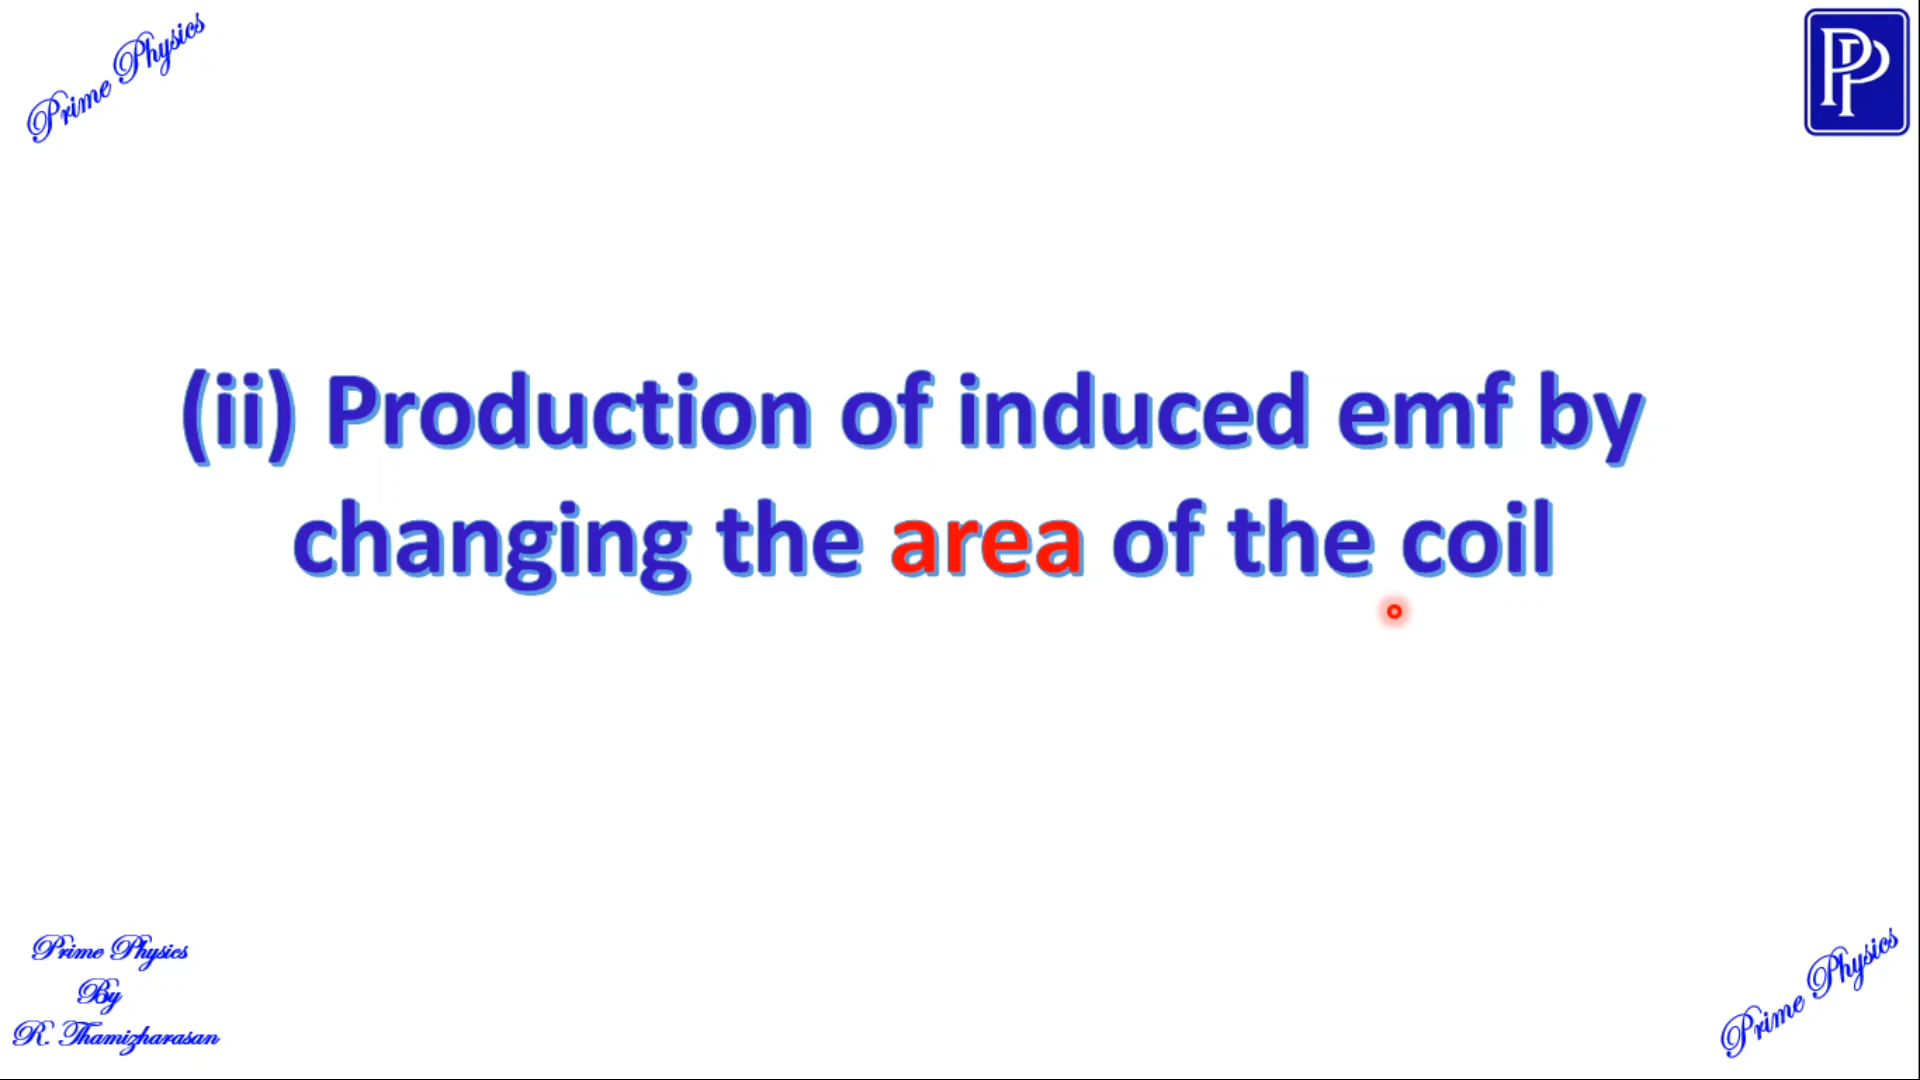 Prime Physics
PP
(ii) Production of induced emf by
changing the area of the coil
Prime Physics
By
R. Thamizharasan
Prime Physics